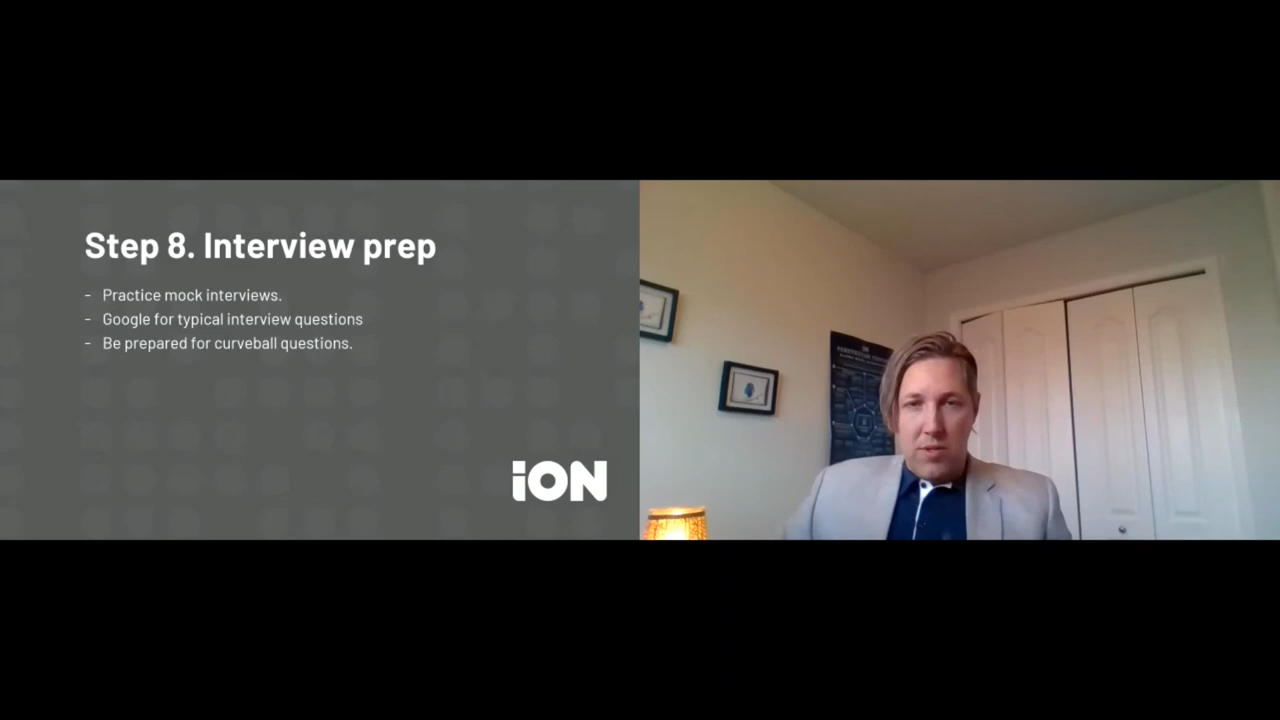 Step 8. Interview prep
- Practice mock interviews.
- Google for typical interview questions
- Be prepared for curveball questions.
iON